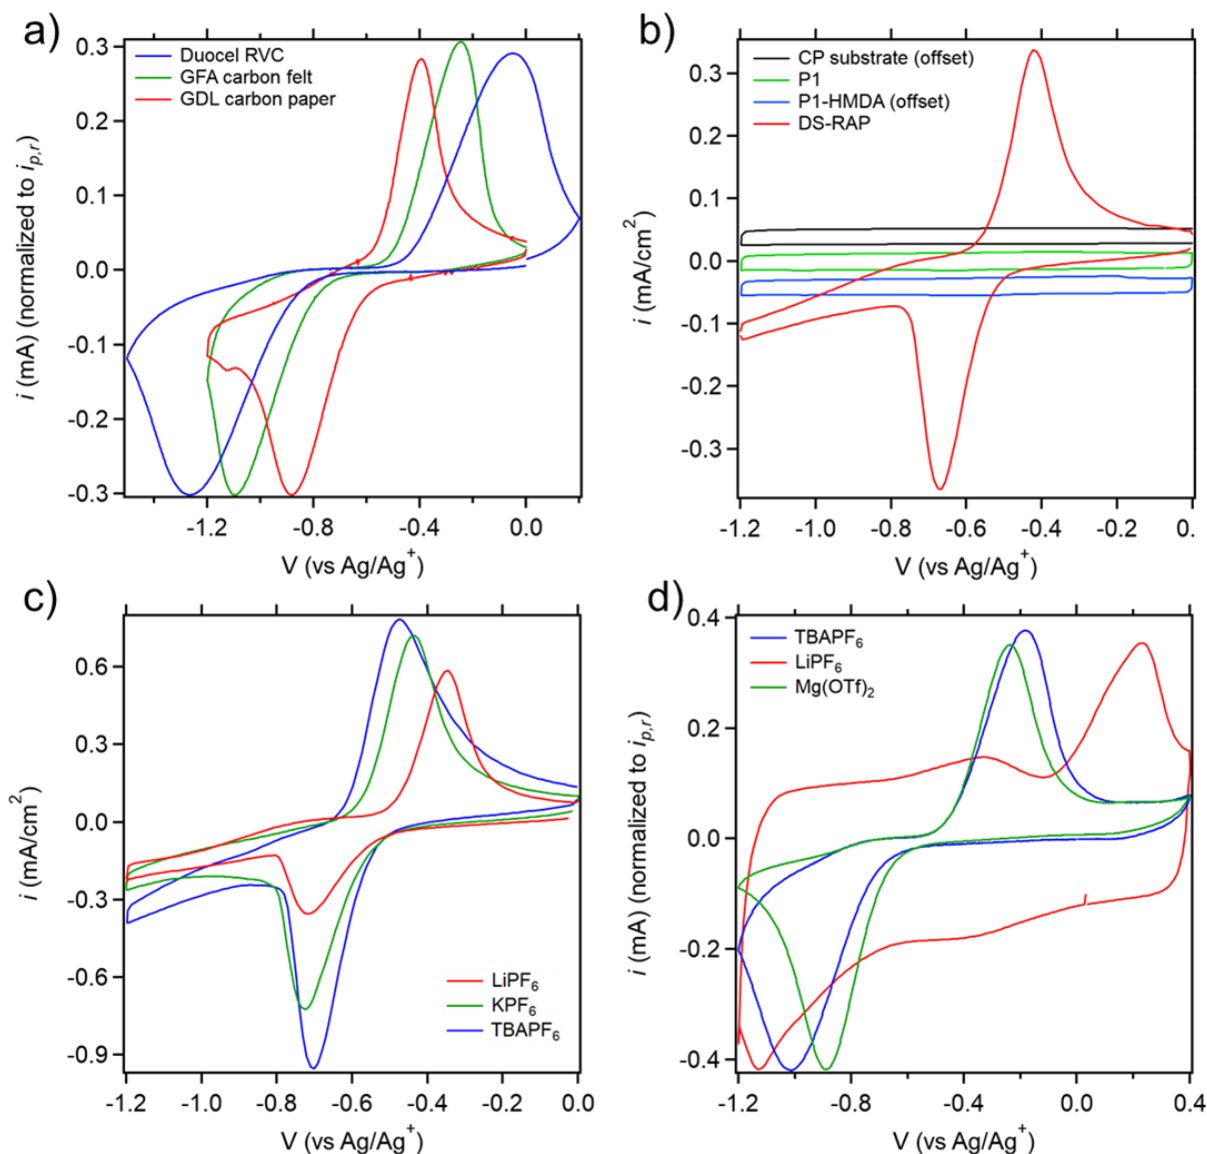 a)
Duocel RVC
GFA carbon felt
GDL carbon paper
0.3
0.2
0.1
0.0
-0.1
-0.2
-0.3
i (mA) (normalized to i_{p,r})
-1.2
-0.8
-0.4
0.0
V (vs Ag/Ag⁺)
b)
CP substrate (offset)
P1
P1-HMDA (offset)
DS-RAP
0.3
0.2
0.1
0.0
-0.1
-0.2
-0.3
i (mA/cm²)
-1.2
-1.0
-0.8
-0.6
-0.4
-0.2
0.
V (vs Ag/Ag⁺)
c)
0.6
0.3
0.0
-0.3
-0.6
-0.9
i (mA/cm²)
LiPF₆
KPF₆
TBAPF₆
-1.2
-1.0
-0.8
-0.6
-0.4
-0.2
0.0
V (vs Ag/Ag⁺)
d)
TBAPF₆
LiPF₆
Mg(OTf)₂
0.4
0.2
0.0
-0.2
-0.4
i (mA) (normalized to i_{p,r})
-1.2
-0.8
-0.4
0.0
0.4
V (vs Ag/Ag⁺)